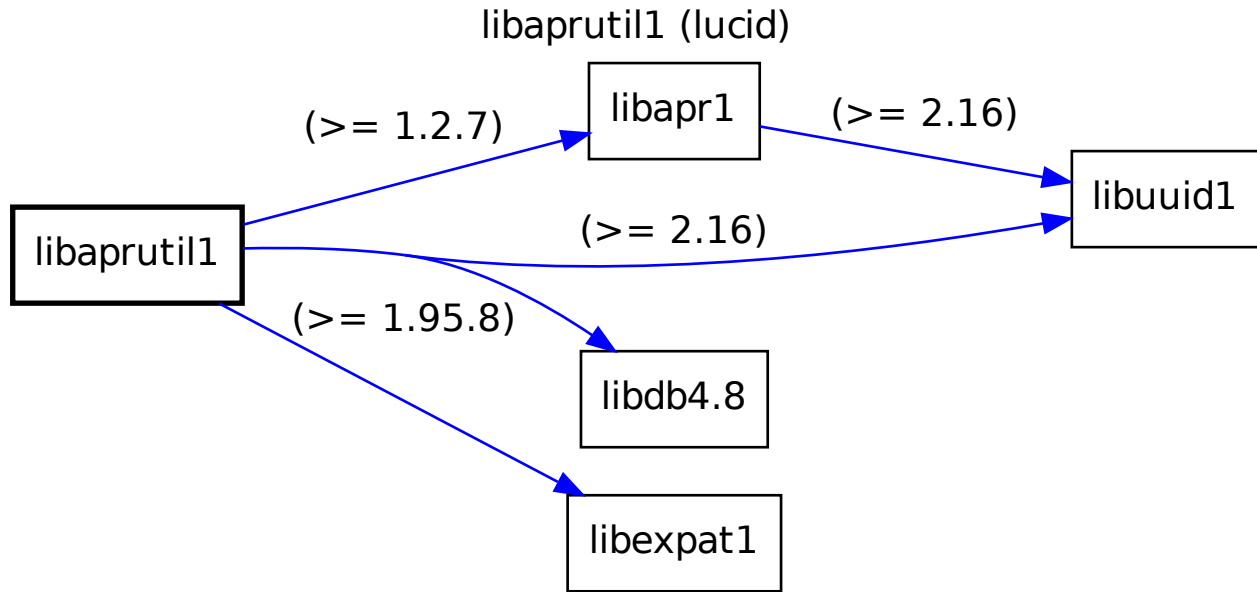 libaprutil1 (lucid)
libapr1
(>= 1.2.7)
(>= 2.16)
libuuid1
libaprutil1
(>= 2.16)
(>= 1.95.8)
libdb4.8
libexpat1